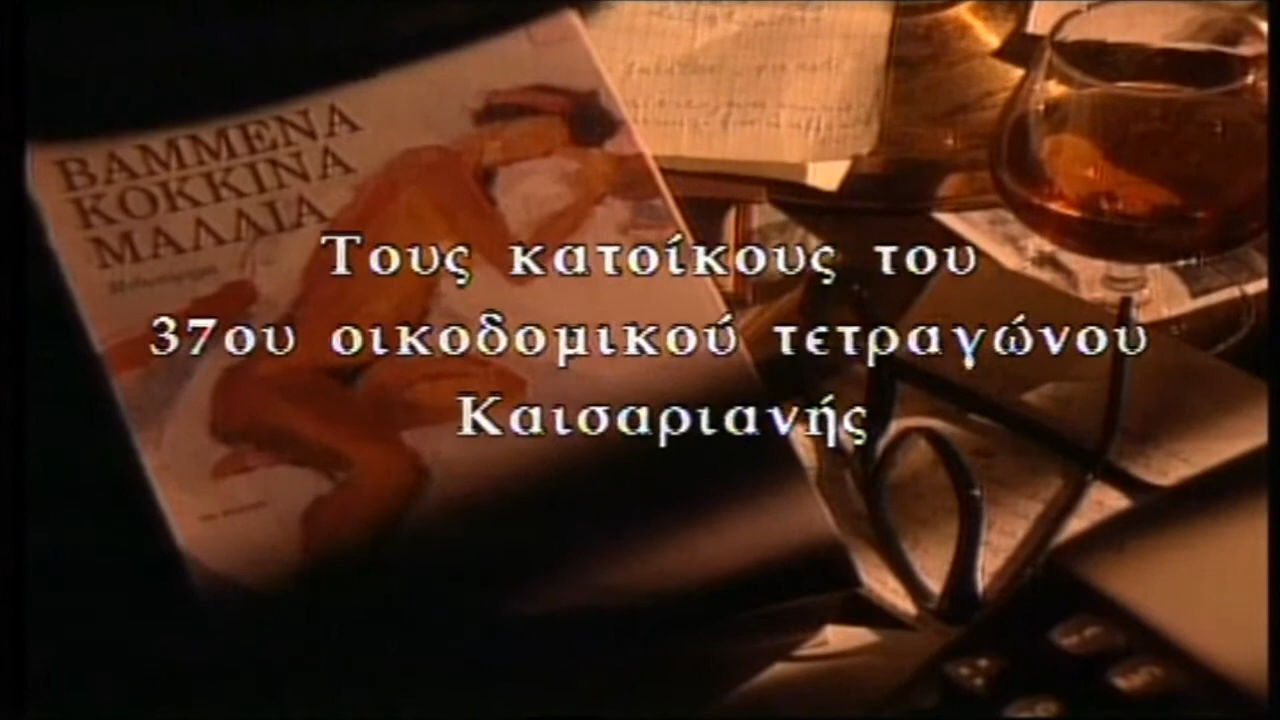 ΒΑΜΜΕΝΑ
ΚΟΚΚΙΝΑ
ΜΑΛΛΙΑ
Τους κατοίκους του
37ου οικοδομικού τετραγώνου
Καισαριανής